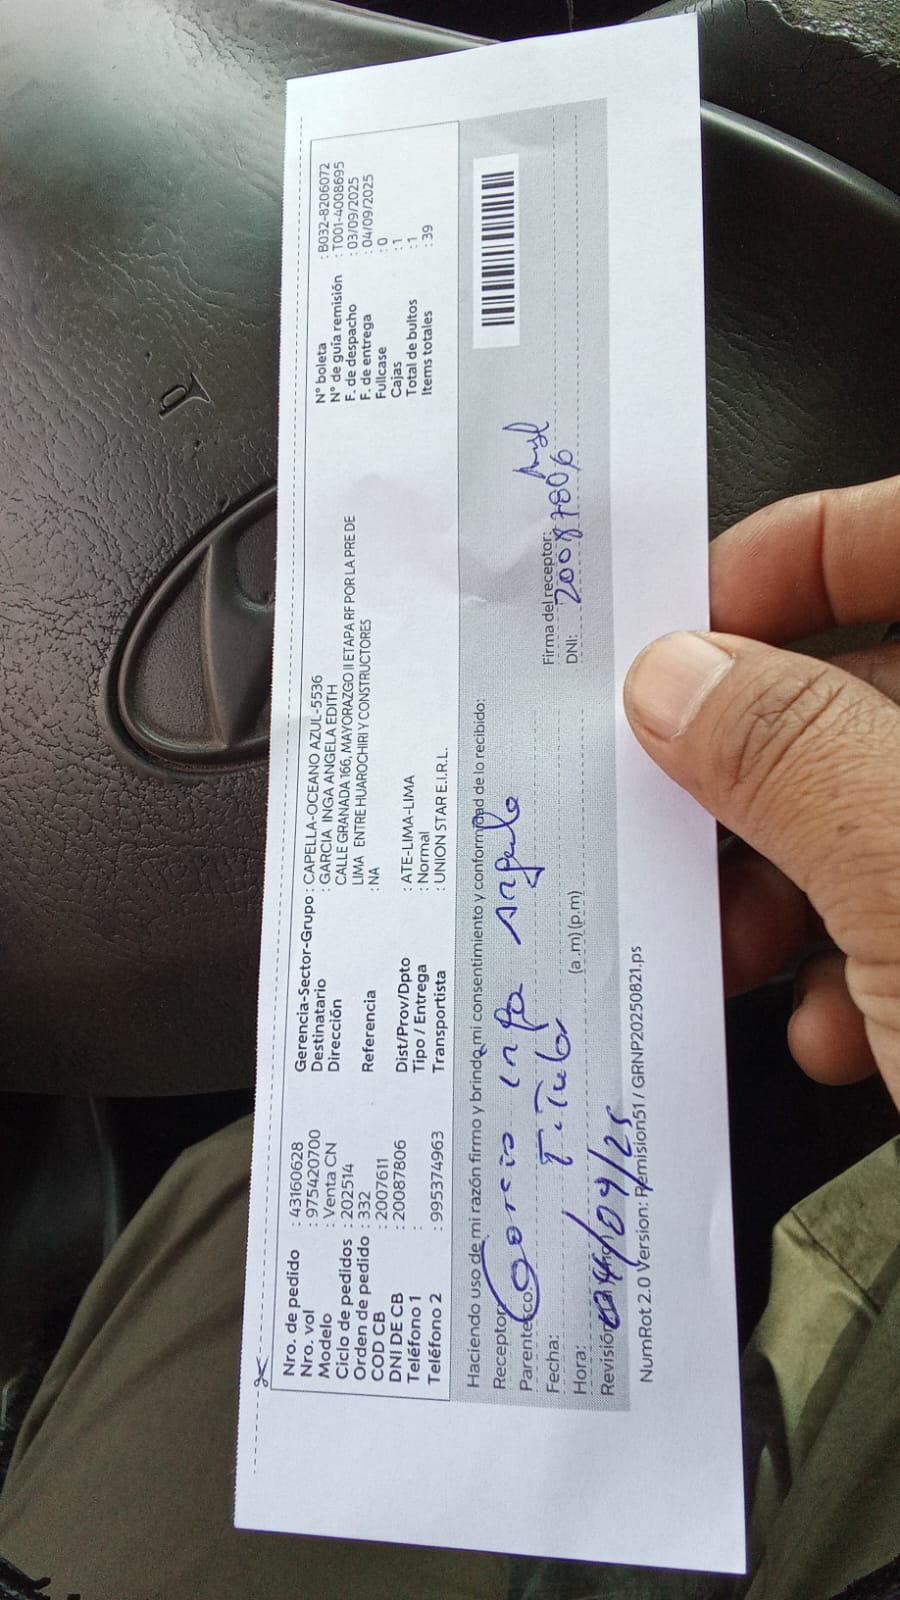 Nro. de pedido : 43160628
Nro. vol : 975420700
Modelo : Venta CN
Ciclo de pedidos : 202514
Orden de pedido : 332
COD CB : 2007611
DNI DE CB : 20087806
Teléfono 1 :
Teléfono 2 : 995374963
Gerencia-Sector-Grupo : CAPELLA-OCEANO AZUL-5536
Destinatario : GARCIA INGA ANGELA EDITH
Dirección CALLE GRANADA 166, MAYORAZGO II ETAPA RF POR LA PRE DE
LIMA ENTRE HUAROCHIRI Y CONSTRUCTORES
Referencia : NA
Dist/Prov/Dpto : ATE-LIMA-LIMA
Tipo / Entrega : Normal
Transportista : UNION STAR E.I.R.L.
N° boleta : B032-8206072
N° de guía remisión : T001-4008695
F. de despacho : 03/09/2025
F. de entrega : 04/09/2025
Fullcase : 0
Cajas : 1
Total de bultos : 1
Items totales : 39
Haciendo uso de mi razón firmo y brindo mi consentimiento y conformidad de lo recibido:
Receptor: Garcia inga angela
Parentesco: Titular
Fecha: 04/09/25
Hora: (a.m) (p.m)
Revisión
Firma del receptor:
DNI: 20087806
NumRot 2.0 Version: Remision51 / GRNP20250821.ps